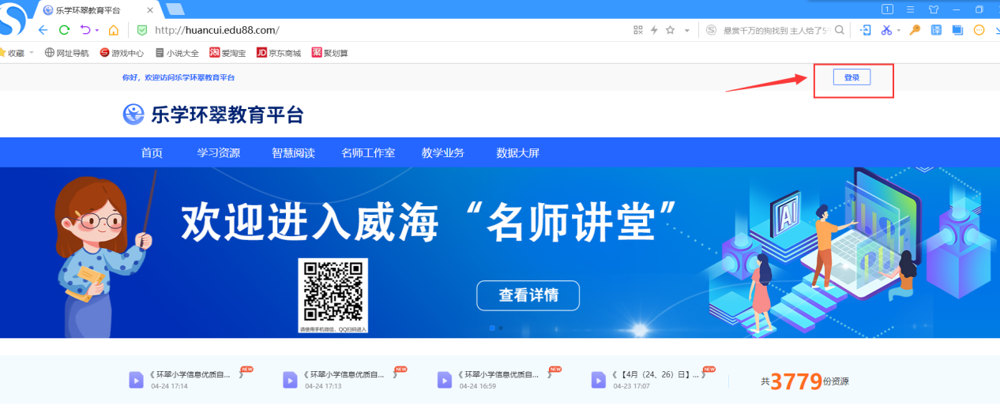 乐学环翠教育平台
1
http://huancui.edu88.com/
悬赏千万的狗找到 主人给了5
收藏 网址导航 游戏中心 小说大全 爱淘宝 京东商城 聚划算
你好，欢迎访问乐学环翠教育平台 登录
乐学环翠教育平台
首页 学习资源 智慧阅读 名师工作室 教学业务 数据大屏
欢迎进入威海“名师讲堂”
AI
查看详情
请使用手机微信、QQ扫码进入
《 环翠小学信息优质自... 》 NEW
04-24 17:14
《 环翠小学信息优质自... 》 NEW
04-24 17:13
《 环翠小学信息优质自... 》 NEW
04-24 16:59
《 【4月（24、26）日】... 》 NEW
04-23 17:07
共3779份资源